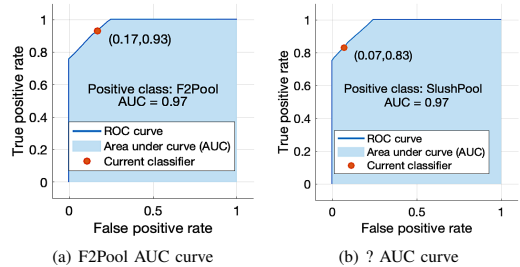 True positive rate
1
0.8
0.6
0.4
0.2
0
(0.17,0.93)
Positive class: F2Pool
AUC = 0.97
ROC curve
Area under curve (AUC)
Current classifier
0
0.5
1
False positive rate
(a) F2Pool AUC curve
True positive rate
1
0.8
0.6
0.4
0.2
0
(0.07,0.83)
Positive class: SlushPool
AUC = 0.97
ROC curve
Area under curve (AUC)
Current classifier
0
0.5
1
False positive rate
(b) ? AUC curve